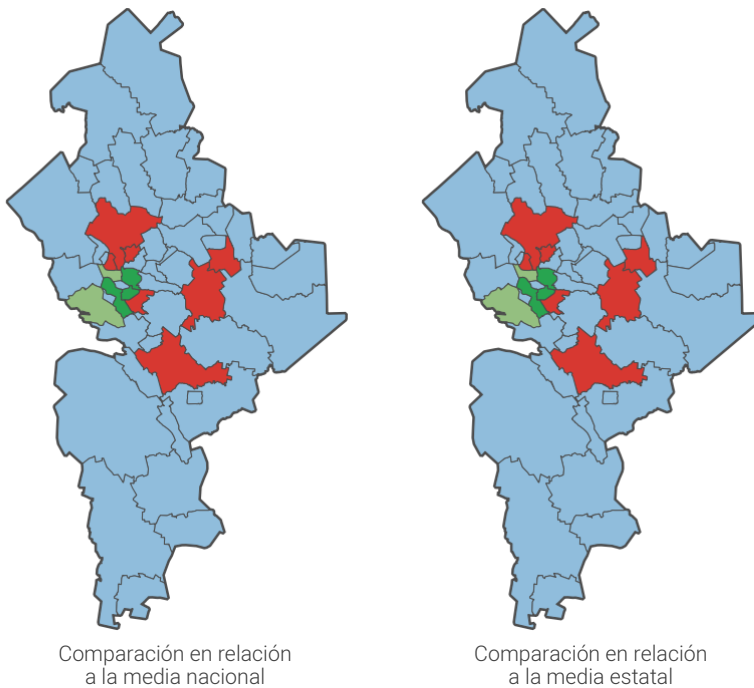 Comparación en relación
a la media nacional
Comparación en relación
a la media estatal